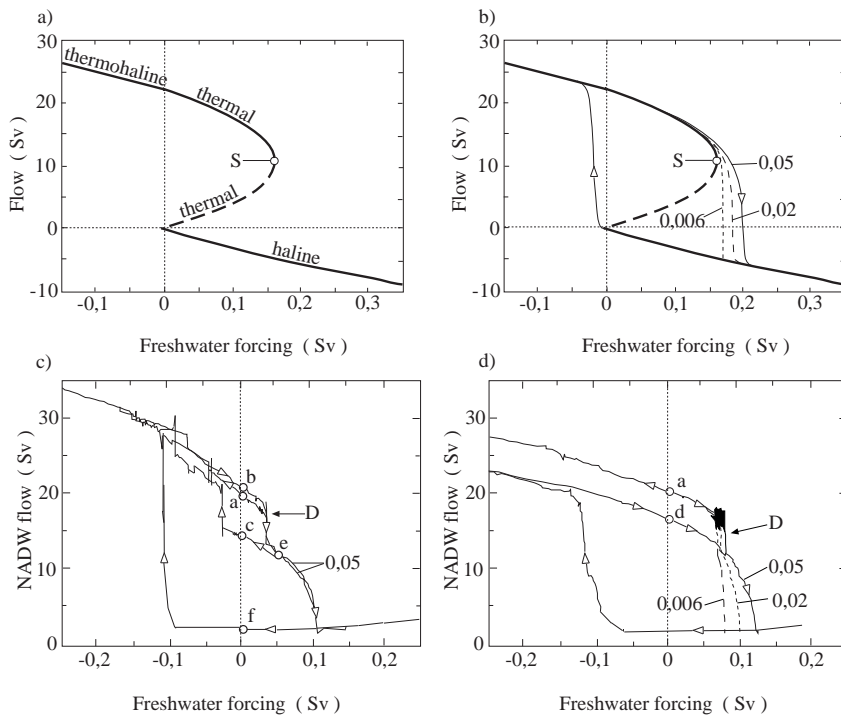 a)
30
20
10
0
-10
Flow ( Sv )
thermohaline
thermal
S
thermal
haline
-0,1
0
0,1
0,2
0,3
Freshwater forcing ( Sv )
b)
30
20
10
0
-10
Flow ( Sv )
S
0,05
0,02
0,006
-0,1
0
0,1
0,2
0,3
Freshwater forcing ( Sv )
c)
30
20
10
0
NADW flow ( Sv )
b
a
D
c
e
0,05
f
-0,2
-0,1
0
0,1
0,2
Freshwater forcing ( Sv )
d)
30
20
10
0
NADW flow ( Sv )
a
d
D
0,05
0,006
0,02
-0,2
-0,1
0
0,1
0,2
Freshwater forcing ( Sv )